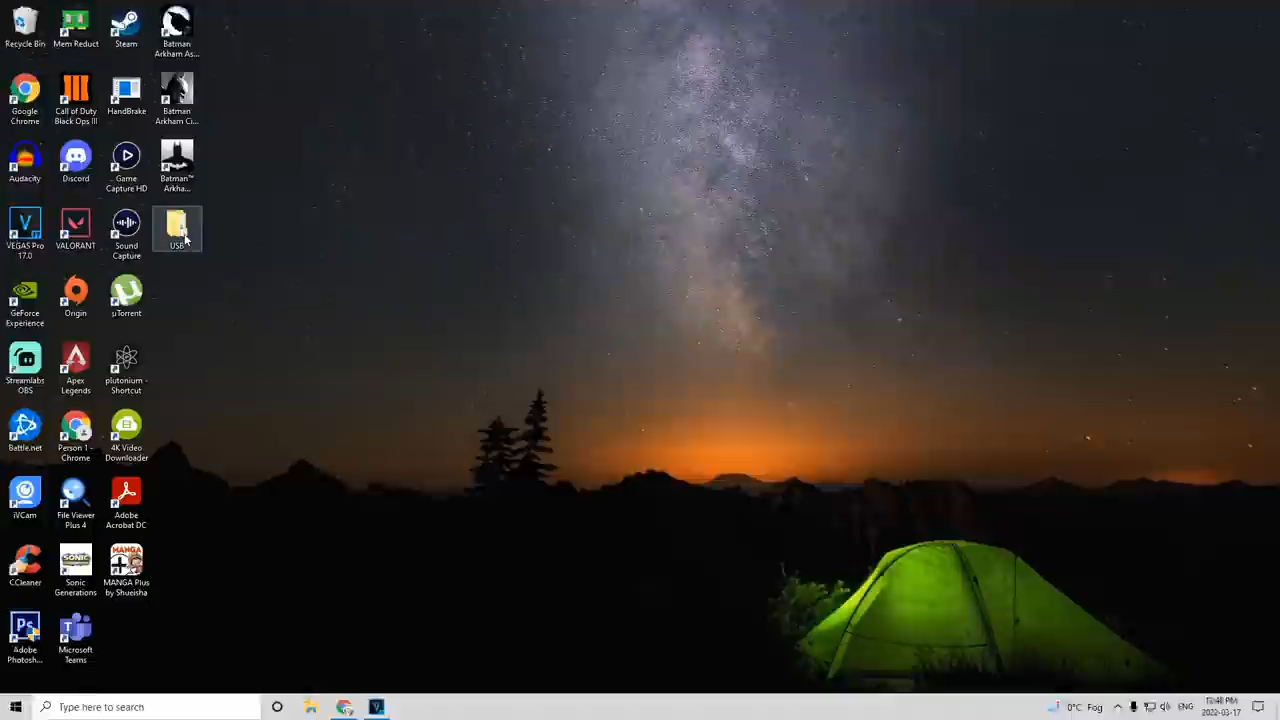 Recycle Bin
Mem Reduct
Steam
Batman
Arkham As...
Google
Chrome
Call of Duty
Black Ops III
HandBrake
Batman
Arkham Ci...
Audacity
Discord
Game
Capture HD
Batman™
Arkha...
VEGAS Pro
17.0
VALORANT
Sound
Capture
USB
GeForce
Experience
Origin
µTorrent
Streamlabs
OBS
Apex
Legends
plutonium -
Shortcut
Battle.net
Person 1 -
Chrome
4K Video
Downloader
iVCam
File Viewer
Plus 4
Adobe
Acrobat DC
CCleaner
SONIC
Sonic
Generations
MANGA
MANGA Plus
by Shueisha
Ps
Adobe
Photosh...
Microsoft
Teams
Type here to search
0°C Fog
ENG
2022-03-17